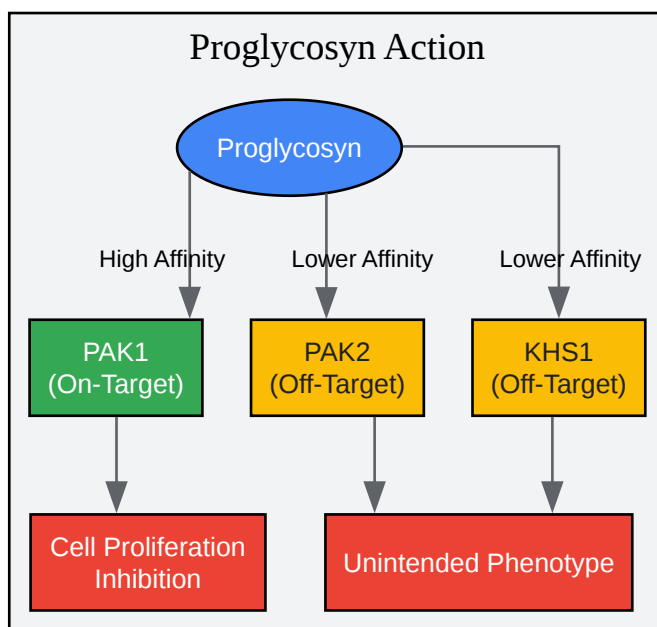 Proglycosyn Action
Proglycosyn
High Affinity
Lower Affinity
Lower Affinity
PAK1
(On-Target)
PAK2
(Off-Target)
KHS1
(Off-Target)
Cell Proliferation
Inhibition
Unintended Phenotype